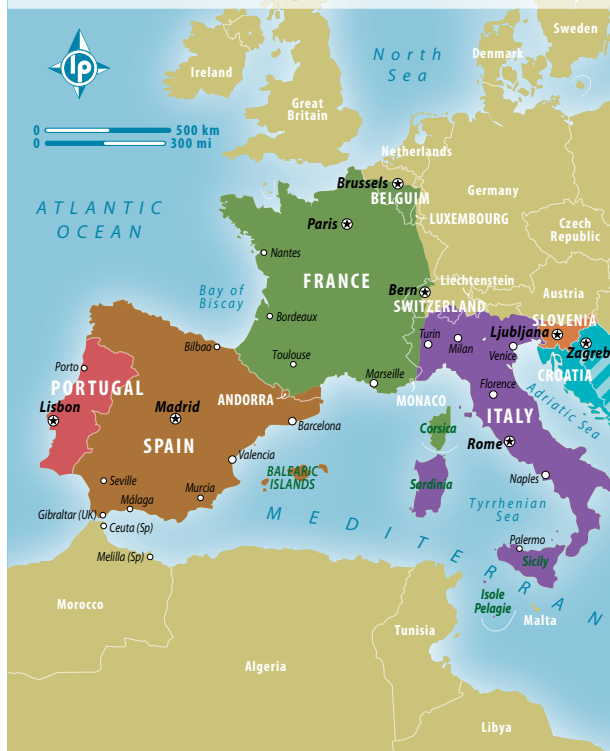 lp
North
Sea
Sweden
Denmark
Ireland
Great
Britain
0 500 km
0 300 mi
Netherlands
ATLANTIC
OCEAN
Brussels
BELGUIM
Germany
Paris
LUXEMBOURG
Czech
Republic
Nantes
FRANCE
Liechtenstein
Bern
SWITZERLAND
Austria
Bay of
Biscay
Bordeaux
SLOVENIA
Ljubljana
Turin
Milan
Venice
Zagreb
Bilbao
Toulouse
CROATIA
Porto
PORTUGAL
Marseille
Florence
ANDORRA
MONACO
Adriatic Sea
Lisbon
Madrid
Barcelona
Corsica
ITALY
SPAIN
Rome
Valencia
BALEARIC
ISLANDS
Seville
Murcia
Sardinia
Naples
Málaga
Gibraltar (UK)
Ceuta (Sp)
MEDITERRAN
Tyrrhenian
Sea
Melilla (Sp)
Palermo
Sicily
Isole
Pelagie
Morocco
Malta
Tunisia
Algeria
Libya